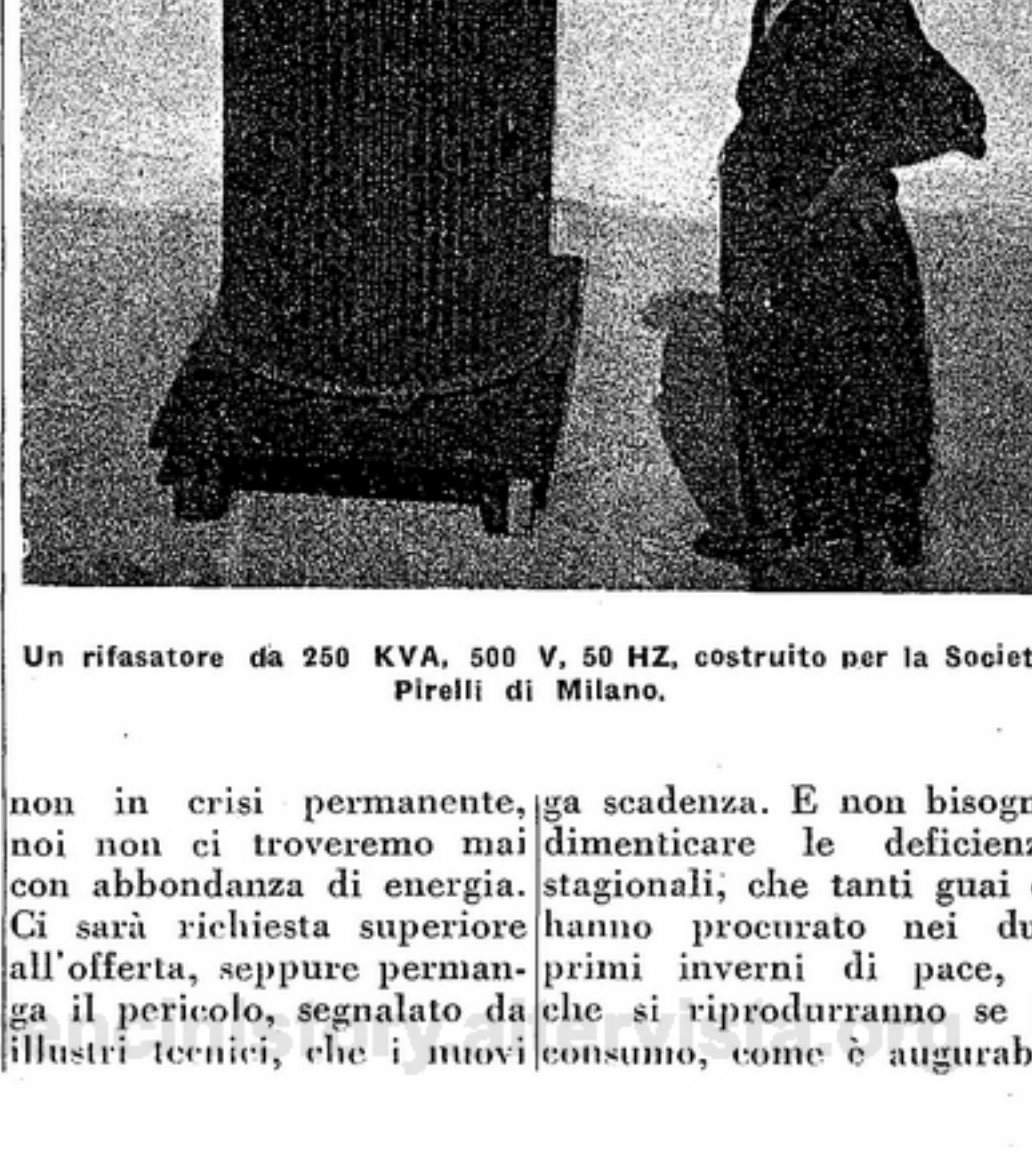 Un rifasatore da 250 KVA, 500 V, 50 HZ, costruito per la Societ
Pirelli di Milano.
non in crisi permanente,
noi non ci troveremo mai
con abbondanza di energia.
Ci sarà richiesta superiore
all'offerta, seppure perman-
ga il pericolo, segnalato da
illustri tecnici, che i nuovi
ga scadenza. E non bisogn
dimenticare le deficienz
stagionali, che tanti guai
hanno procurato nei du
primi inverni di pace,
che si riprodurranno se
consumo, come è augurab